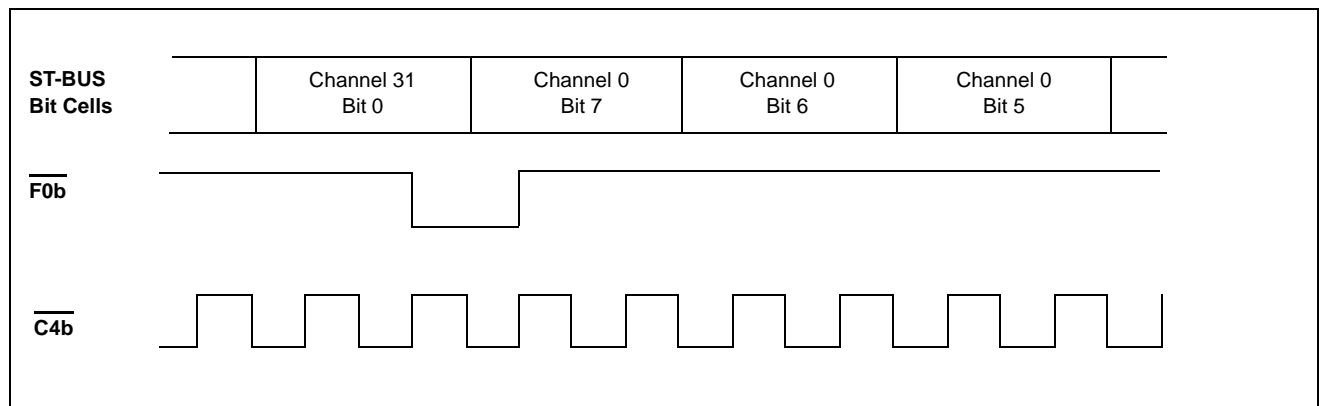 ST-BUS
Bit Cells
Channel 31
Bit 0
Channel 0
Bit 7
Channel 0
Bit 6
Channel 0
Bit 5
F0b
C4b